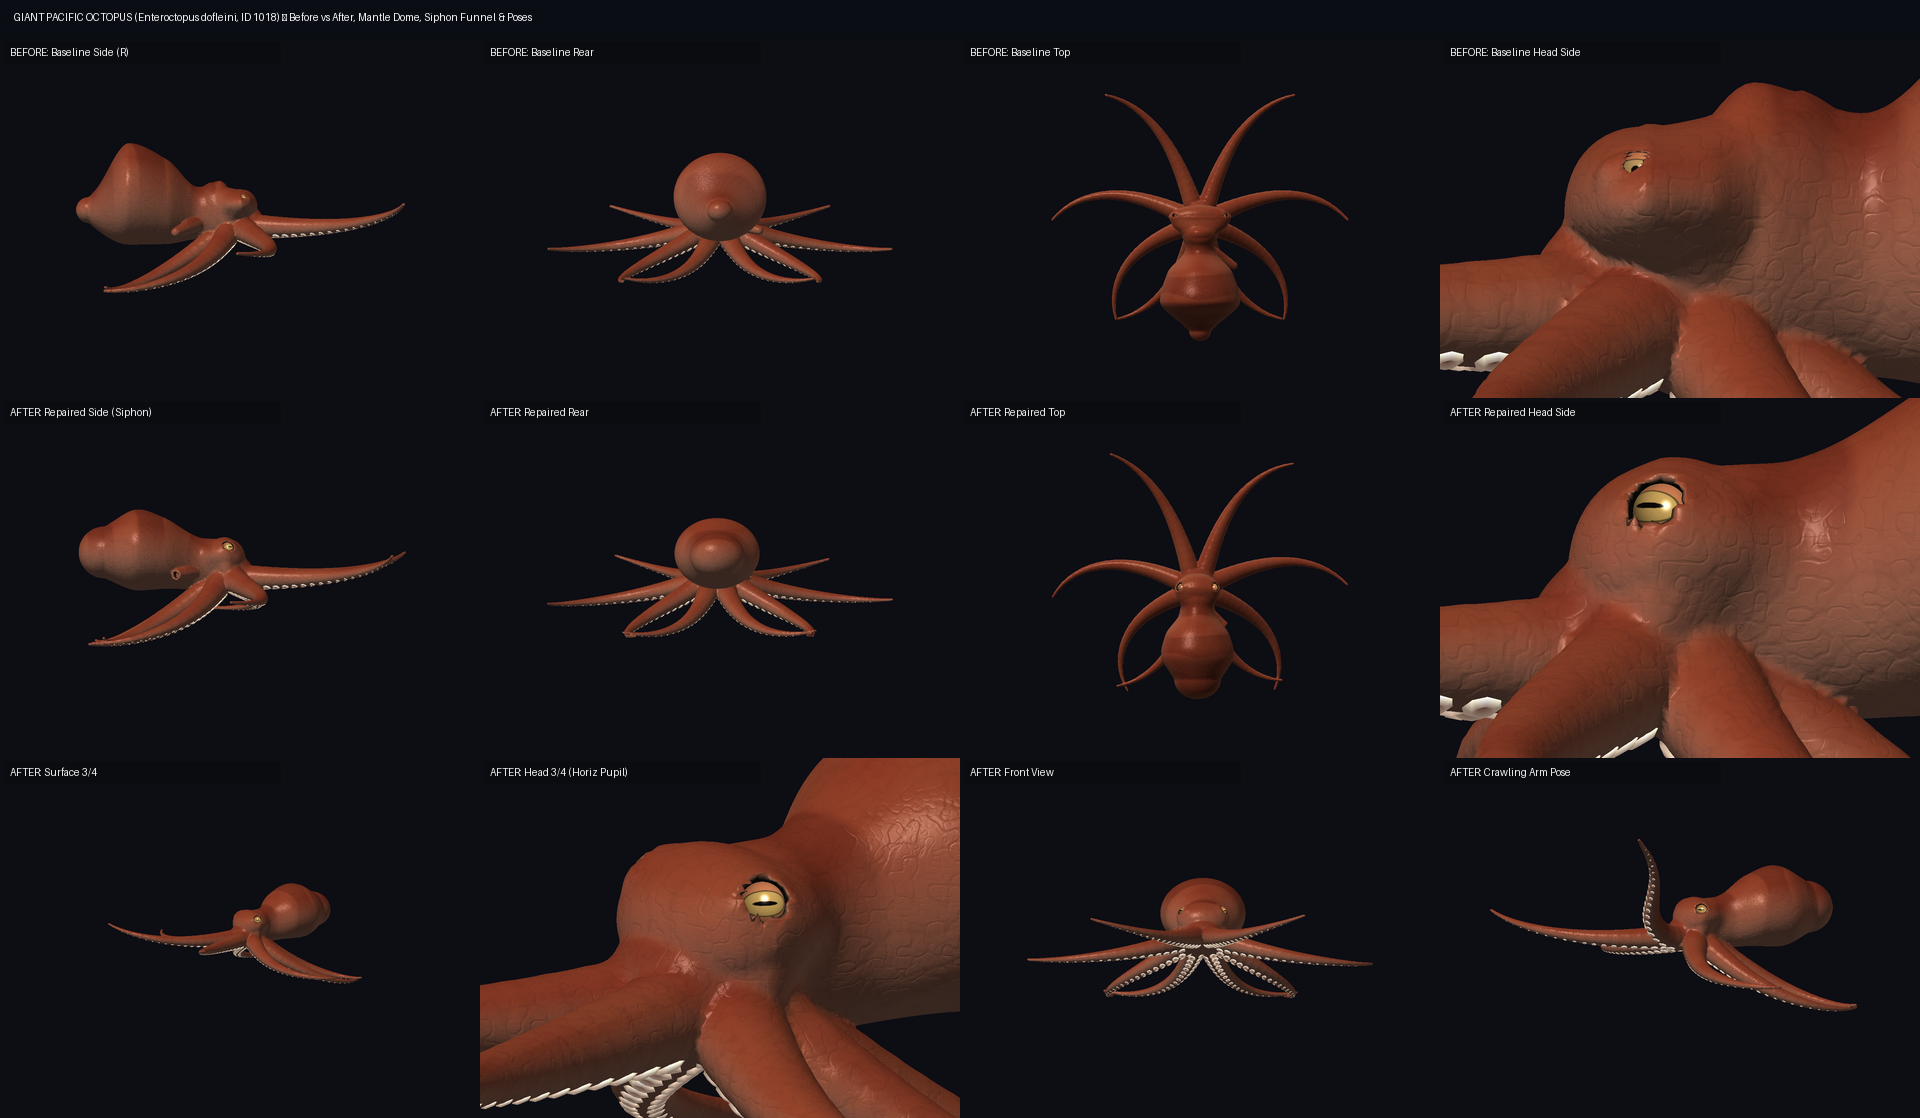 GIANT PACIFIC OCTOPUS (Enteroctopus dofleini, ID 1018) ☒ Before vs After, Mantle Dome, Siphon Funnel & Poses
BEFORE: Baseline Side (R)
BEFORE: Baseline Rear
BEFORE: Baseline Top
BEFORE: Baseline Head Side
AFTER: Repaired Side (Siphon)
AFTER: Repaired Rear
AFTER: Repaired Top
AFTER: Repaired Head Side
AFTER: Surface 3/4
AFTER: Head 3/4 (Horiz Pupil)
AFTER: Front View
AFTER: Crawling Arm Pose